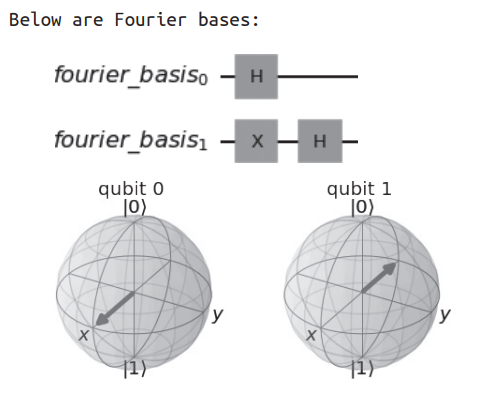 Below are Fourier bases:
fourier_basis₀ H
fourier_basis₁ X H
qubit 0 qubit 1
|0⟩ |0⟩
y y
x x
|1⟩ |1⟩